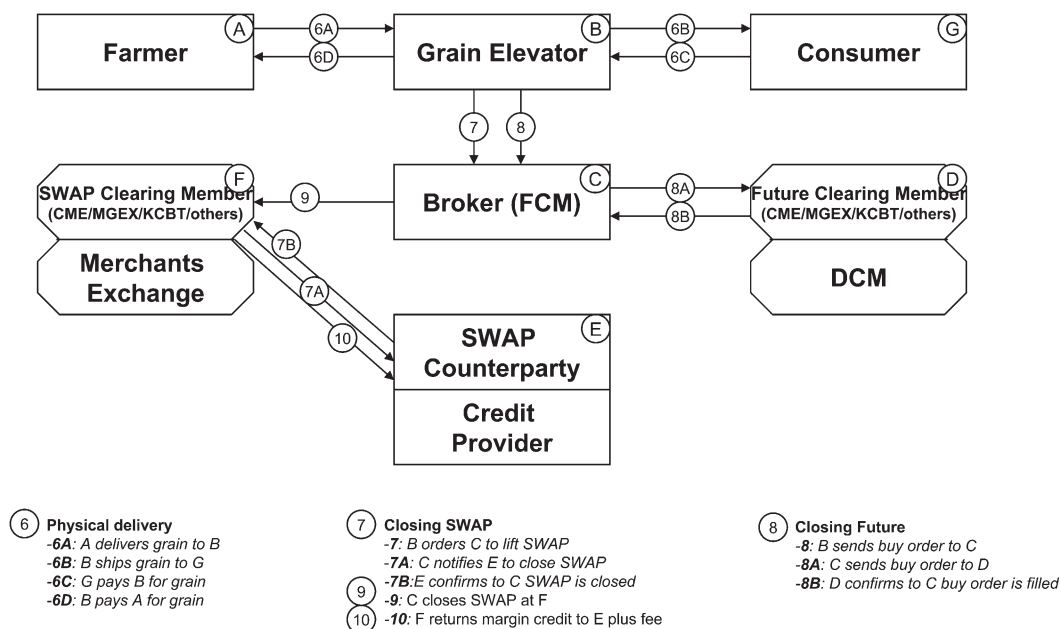 A
Farmer
6A
6D
B
Grain Elevator
6B
6C
G
Consumer
7
8
F
SWAP Clearing Member
(CME/MGEX/KCBT/others)
Merchants
Exchange
9
C
Broker (FCM)
8A
8B
D
Future Clearing Member
(CME/MGEX/KCBT/others)
DCM
7B
7A
10
E
SWAP
Counterparty
Credit
Provider
6 Physical delivery
-6A: A delivers grain to B
-6B: B ships grain to G
-6C: G pays B for grain
-6D: B pays A for grain
7 Closing SWAP
-7: B orders C to lift SWAP
-7A: C notifies E to close SWAP
-7B:E confirms to C SWAP is closed
9 -9: C closes SWAP at F
10 -10: F returns margin credit to E plus fee
8 Closing Future
-8: B sends buy order to C
-8A: C sends buy order to D
-8B: D confirms to C buy order is filled